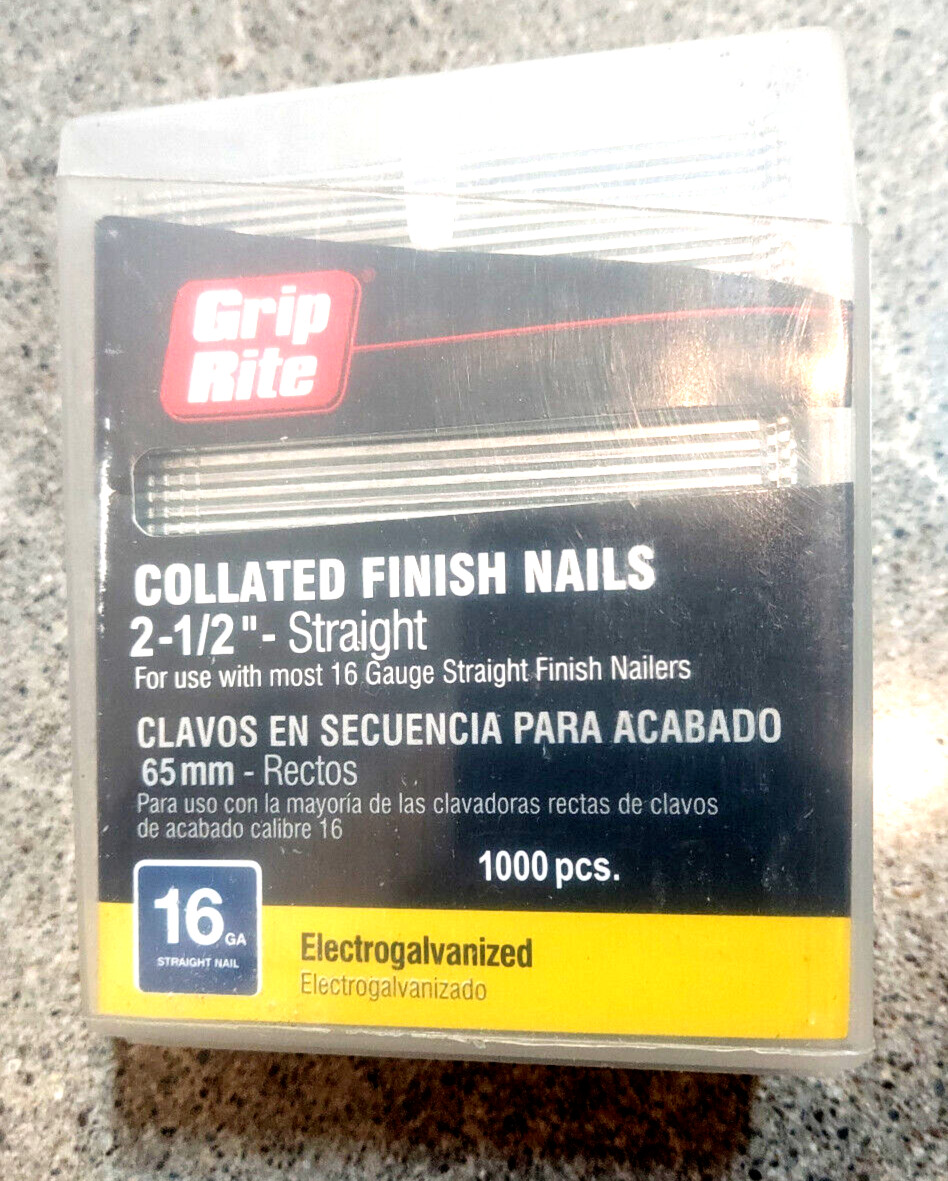 Grip
Rite®
COLLATED FINISH NAILS
2-1/2"- Straight
For use with most 16 Gauge Straight Finish Nailers
CLAVOS EN SECUENCIA PARA ACABADO
65mm - Rectos
Para uso con la mayoría de las clavadoras rectas de clavos
de acabado calibre 16
1000 pcs.
16 GA
STRAIGHT NAIL
Electrogalvanized
Electrogalvanizado